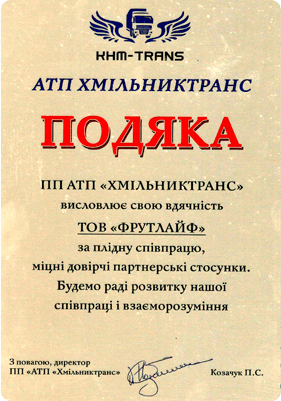 KHM-TRANS
АТП ХМІЛЬНИКТРАНС
ПОДЯКА
ПП АТП «ХМІЛЬНИКТРАНС»
висловлює свою вдячність
ТОВ «ФРУТЛАЙФ»
за плідну співпрацю,
міцні довірчі партнерські стосунки.
Будемо раді розвитку нашої
співпраці і взаєморозуміння
З повагою, директор
ПП «АТП «Хмільниктранс»
Козачук П.С.